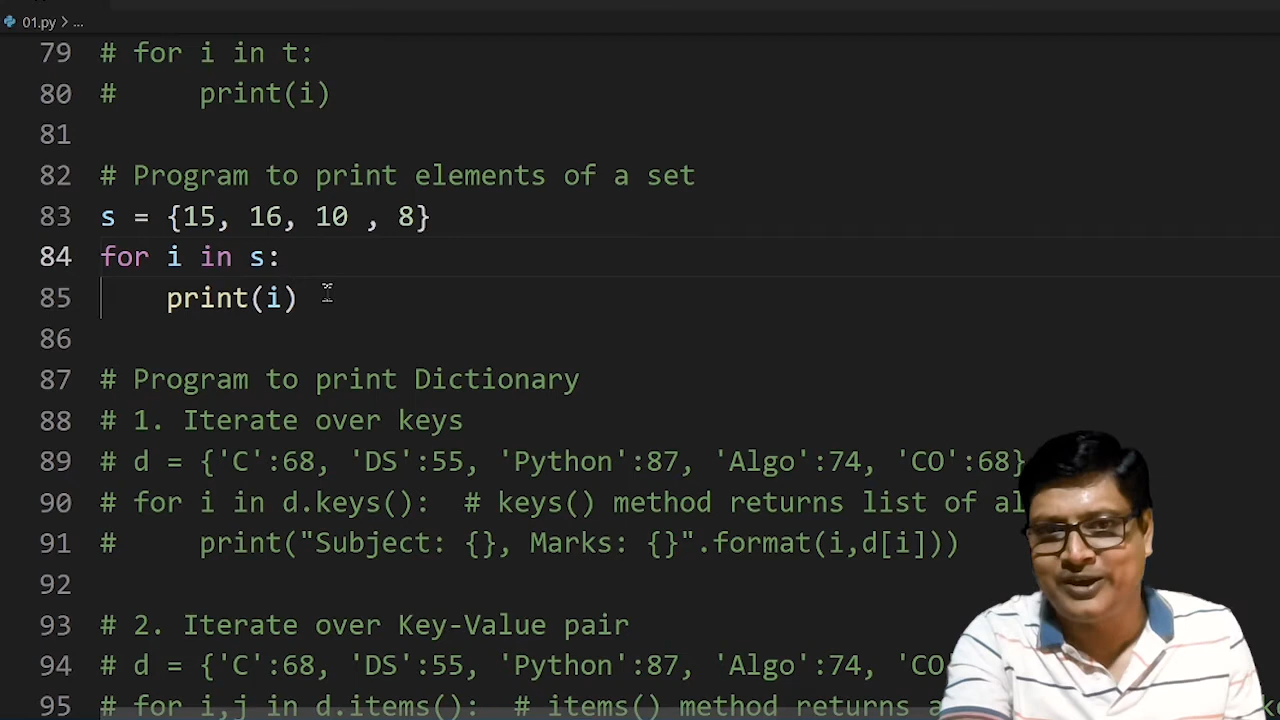 01.py > ...
79 # for i in t:
80 #     print(i)
81
82 # Program to print elements of a set
83 s = {15, 16, 10 , 8}
84 for i in s:
85     print(i)
86
87 # Program to print Dictionary
88 # 1. Iterate over keys
89 # d = {'C':68, 'DS':55, 'Python':87, 'Algo':74, 'CO':68}
90 # for i in d.keys():  # keys() method returns list of al
91 #     print("Subject: {}, Marks: {}".format(i,d[i]))
92
93 # 2. Iterate over Key-Value pair
94 # d = {'C':68, 'DS':55, 'Python':87, 'Algo':74, 'CO
95 # for i,j in d.items():  # items() method returns a